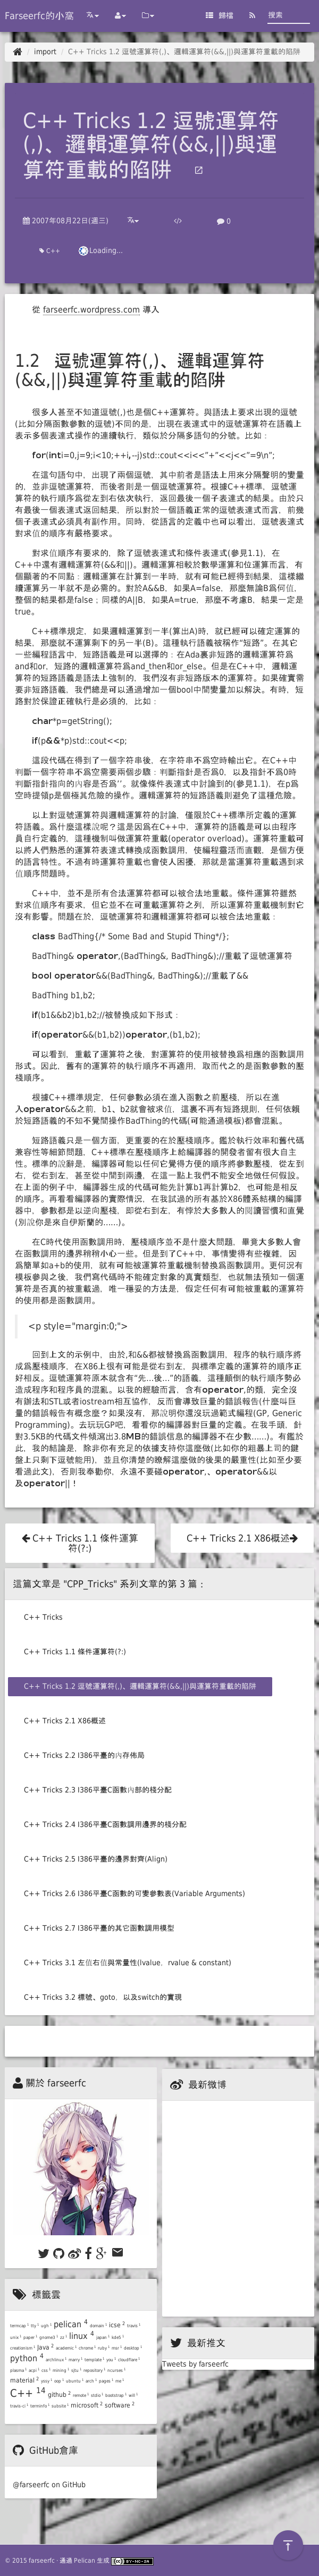 Farseerfc的小窩
歸檔
搜索
import / C++ Tricks 1.2 逗號運算符(,)、邏輯運算符(&&,||)與運算符重載的陷阱
C++ Tricks 1.2 逗號運算符
(,)、邏輯運算符(&&,||)與運
算符重載的陷阱
2007年08月22日(週三)
0
C++
Loading...
從 farseerfc.wordpress.com 導入
1.2 逗號運算符(,)、邏輯運算符
(&&,||)與運算符重載的陷阱
很多人甚至不知道逗號(,)也是個C++運算符。與語法上要求出現的逗號
(比如分隔函數參數的逗號)不同的是，出現在表達式中的逗號運算符在語義上
表示多個表達式操作的連續執行，類似於分隔多語句的分號。比如：
for(inti=0,j=9;i<10;++i,--j)std::cout<<i<<"+"<<j<<"=9\n";
在這句語句中，出現了兩個逗號，其中前者是語法上用來分隔聲明的變量
的，並非逗號運算符，而後者則是一個逗號運算符。根據C++標準，逗號運
算符的執行順序爲從左到右依次執行，返回最後一個子表達式的結果。由於只
有最後一個表達式返回結果，所以對於一個語義正常的逗號表達式而言，前幾
個子表達式必須具有副作用。同時，從語言的定義中也可以看出，逗號表達式
對求值的順序有嚴格要求。
對求值順序有要求的，除了逗號表達式和條件表達式(參見1.1)，在
C++中還有邏輯運算符(&&和||)。邏輯運算相較於數學運算和位運算而言，有
個顯著的不同點：邏輯運算在計算到一半時，就有可能已經得到結果，這樣繼
續運算另一半就不是必需的。對於A&&B，如果A=false，那麼無論B爲何值，
整個的結果都是false；同樣的A||B，如果A=true，那麼不考慮B，結果一定是
true。
C++標準規定，如果邏輯運算到一半(算出A)時，就已經可以確定運算的
結果，那麼就不運算剩下的另一半(B)。這種執行語義被稱作“短路”。在其它
一些編程語言中，短路語義是可以選擇的：在Ada裏非短路的邏輯運算符爲
and和or，短路的邏輯運算符爲and_then和or_else。但是在C++中，邏輯運
算符的短路語義是語法上強制的，我們沒有非短路版本的運算符。如果確實需
要非短路語義，我們總是可以通過增加一個bool中間變量加以解決。有時，短
路對於保證正確執行是必須的，比如：
char*p=getString();
if(p&&*p)std::cout<<p;
這段代碼在得到了一個字符串後，在字符串不爲空時輸出它。在C++中
判斷一個字符串不爲空需要兩個步驟：判斷指針是否爲0，以及指針不爲0時
判斷指針指向的內容是否爲''。就像條件表達式中討論到的(參見1.1)，在p爲
空時提領p是個極其危險的操作。邏輯運算符的短路語義則避免了這種危險。
以上對逗號運算符與邏輯運算符的討論，僅限於C++標準所定義的運算
符語義。爲什麼這樣說呢？這是因爲在C++中，運算符的語義是可以由程序
員自行定義的，這種機制叫做運算符重載(operator overload)。運算符重載可
以將人們熟悉的運算符表達式轉換成函數調用，使編程靈活而直觀，是個方便
的語言特性。不過有時運算符重載也會使人困擾，那就是當運算符重載遇到求
值順序問題時。
C++中，並不是所有合法運算符都可以被合法地重載。條件運算符雖然
對求值順序有要求，但它並不在可重載運算符之列，所以運算符重載機制對它
沒有影響。問題在於，逗號運算符和邏輯運算符都可以被合法地重載：
class BadThing{/* Some Bad and Stupid Thing*/};
BadThing& operator,(BadThing&, BadThing&);//重載了逗號運算符
bool operator&&(BadThing&, BadThing&);//重載了&&
BadThing b1,b2;
if(b1&&b2)b1,b2;//被替換成如下形式：
if(operator&&(b1,b2))operator,(b1,b2);
可以看到，重載了運算符之後，對運算符的使用被替換爲相應的函數調用
形式。因此，舊有的運算符的執行順序不再適用，取而代之的是函數參數的壓
棧順序。
根據C++標準規定，任何參數必須在進入函數之前壓棧，所以在進
入operator&&之前，b1、b2就會被求值，這裏不再有短路規則，任何依賴
於短路語義的不知不覺間操作BadThing的代碼(可能通過模板)都會混亂。
短路語義只是一個方面，更重要的在於壓棧順序。鑑於執行效率和舊代碼
兼容性等細節問題，C++標準在壓棧順序上給編譯器的開發者留有很大自主
性。標準的說辭是，編譯器可能以任何它覺得方便的順序將參數壓棧，從左到
右，從右到左，甚至從中間到兩邊，在這一點上我們不能安全地做任何假設。
在上面的例子中，編譯器生成的代碼可能先計算b1再計算b2，也可能是相反
的順序。再看看編譯器的實際情況，在我試過的所有基於X86體系結構的編譯
器中，參數都是以逆向壓棧，即從右到左，有悖於大多數人的閱讀習慣和直覺
(別說你是來自伊斯蘭的……)。
在C時代使用函數調用時，壓棧順序並不是什麼大問題，畢竟大多數人會
在函數調用的邊界稍稍小心一些。但是到了C++中，事情變得有些複雜，因
爲簡單如a+b的使用，就有可能被運算符重載機制替換爲函數調用。更何況有
模板參與之後，我們寫代碼時不能確定對象的真實類型，也就無法預知一個運
算符是否真的被重載過，唯一穩妥的方法是，假定任何有可能被重載的運算符
的使用都是函數調用。
<p style="margin:0;">
回到上文的示例中，由於,和&&都被替換爲函數調用，程序的執行順序將
成爲壓棧順序，在X86上很有可能是從右到左，與標準定義的運算符的順序正
好相反。逗號運算符原本就含有“先…後…”的語義，這種顛倒的執行順序勢必
造成程序和程序員的混亂。以我的經驗而言，含有operator,的類，完全沒
有辦法和STL或者iostream相互協作，反而會導致巨量的錯誤報告(什麼叫巨
量的錯誤報告有概念麼？如果沒有，那說明你還沒玩過範式編程(GP, Generic
Programming)。去玩玩GP吧，看看你的編譯器對巨量的定義。在我手頭，針
對3.5KB的代碼文件傾瀉出3.8MB的錯誤信息的編譯器不在少數……)。有鑑於
此，我的結論是，除非你有充足的依據支持你這麼做(比如你的粗暴上司的鍵
盤上只剩下逗號能用)，並且你清楚的瞭解這麼做的後果的嚴重性(比如至少要
看過此文)，否則我奉勸你，永遠不要碰operator,、operator&&以
及operator||！
C++ Tricks 1.1 條件運算符(?:)
C++ Tricks 2.1 X86概述
這篇文章是 "CPP_Tricks" 系列文章的第 3 篇：
C++ Tricks
C++ Tricks 1.1 條件運算符(?:)
C++ Tricks 1.2 逗號運算符(,)、邏輯運算符(&&,||)與運算符重載的陷阱
C++ Tricks 2.1 X86概述
C++ Tricks 2.2 I386平臺的內存佈局
C++ Tricks 2.3 I386平臺C函數內部的棧分配
C++ Tricks 2.4 I386平臺C函數調用邊界的棧分配
C++ Tricks 2.5 I386平臺的邊界對齊(Align)
C++ Tricks 2.6 I386平臺C函數的可變參數表(Variable Arguments)
C++ Tricks 2.7 I386平臺的其它函數調用模型
C++ Tricks 3.1 左值右值與常量性(lvalue，rvalue & constant)
C++ Tricks 3.2 標號、goto，以及switch的實現
關於 farseerfc
最新微博
標籤雲
termcap 1 tty 1 ugh 1 pelican 4 domain 1 icse 2 travis 1
uml 1 paper 1 gnome3 1 zz 1 linux 4 japan 1 kde5 1
creationism 1 Java 2 academic 1 chrome 1 ruby 1 msr 1 desktop 1
python 4 archlinux 1 marry 1 template 1 you 1 cloudflare 1
plasma 1 acpi 1 css 1 mining 1 sjtu 1 repository 1 ncurses 1
material 2 yssy 1 oop 1 ubuntu 1 arch 1 pages 1 me 1
C++ 14 github 2 remote 1 stdio 1 bootstrap 1 will 1
travis-ci 1 terminfo 1 subsite 1 microsoft 2 software 2
最新推文
Tweets by farseerfc
GitHub倉庫
@farseerfc on GitHub
© 2015 farseerfc · 通過 Pelican 生成
BY-NC-SA